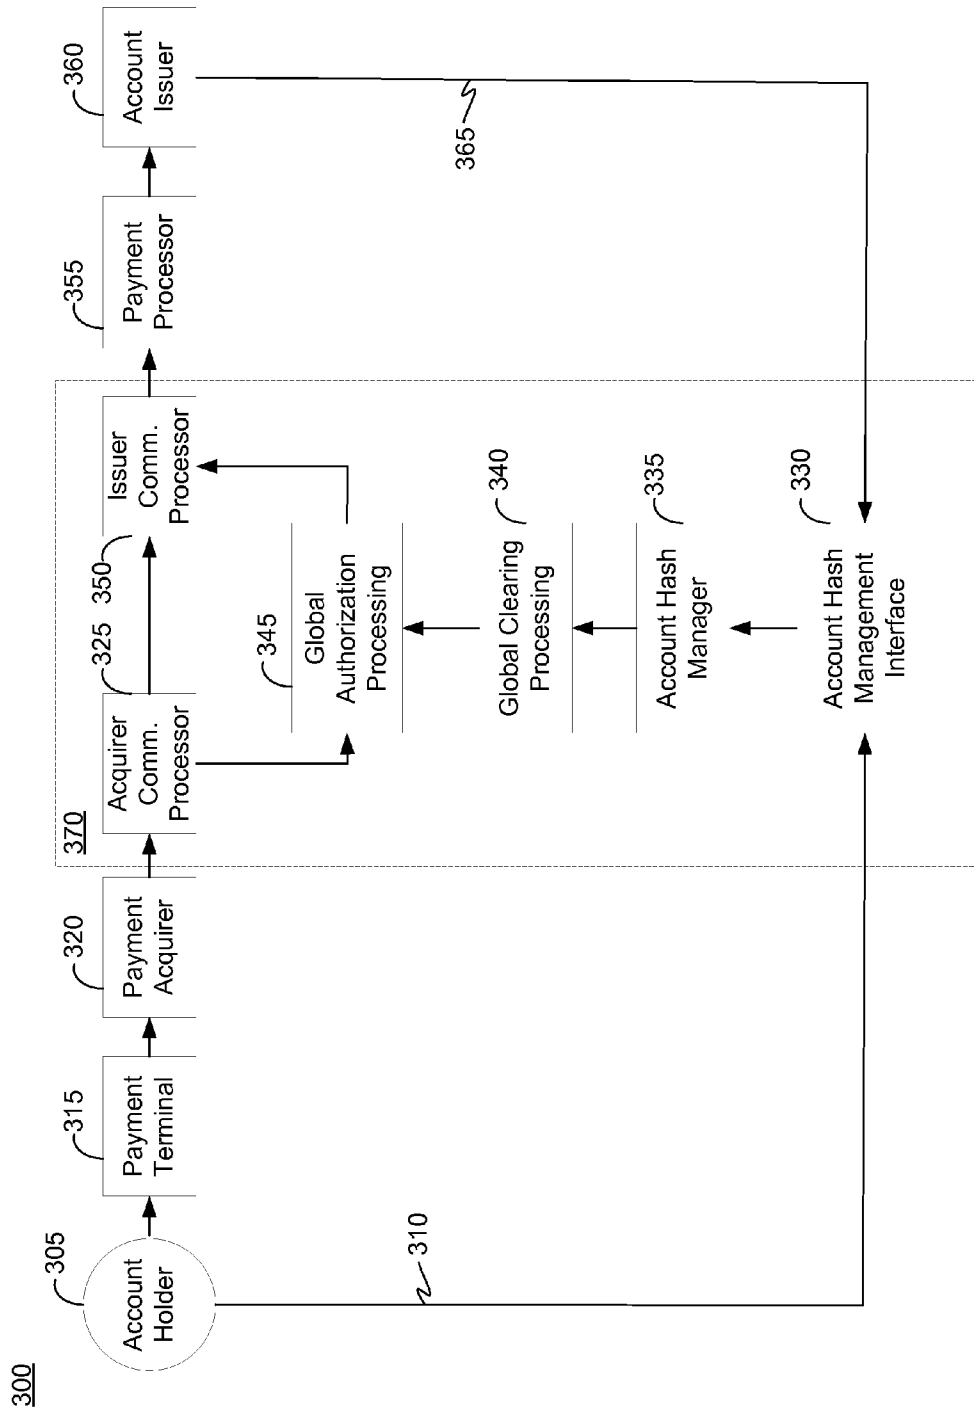 300
305
Account
Holder
310
315
Payment
Terminal
320
Payment
Acquirer
370
325
Acquirer
Comm.
Processor
350
Issuer
Comm.
Processor
355
Payment
Processor
360
Account
Issuer
365
345
Global
Authorization
Processing
340
Global Clearing
Processing
335
Account Hash
Manager
330
Account Hash
Management
Interface